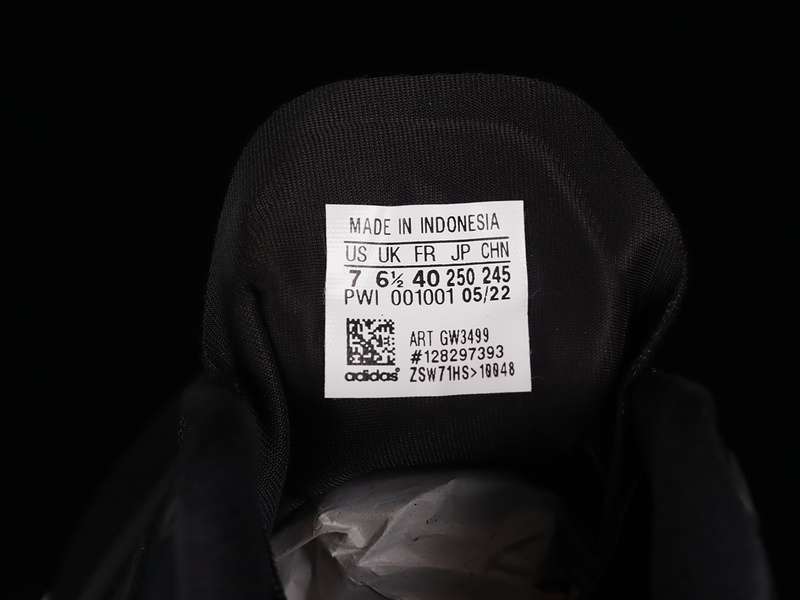 MADE IN INDONESIA
US UK FR JP CHN
7 6½ 40 250 245
PWI 001001 05/22
ART GW3499
#128297393
adidas® ZSW71HS>10048